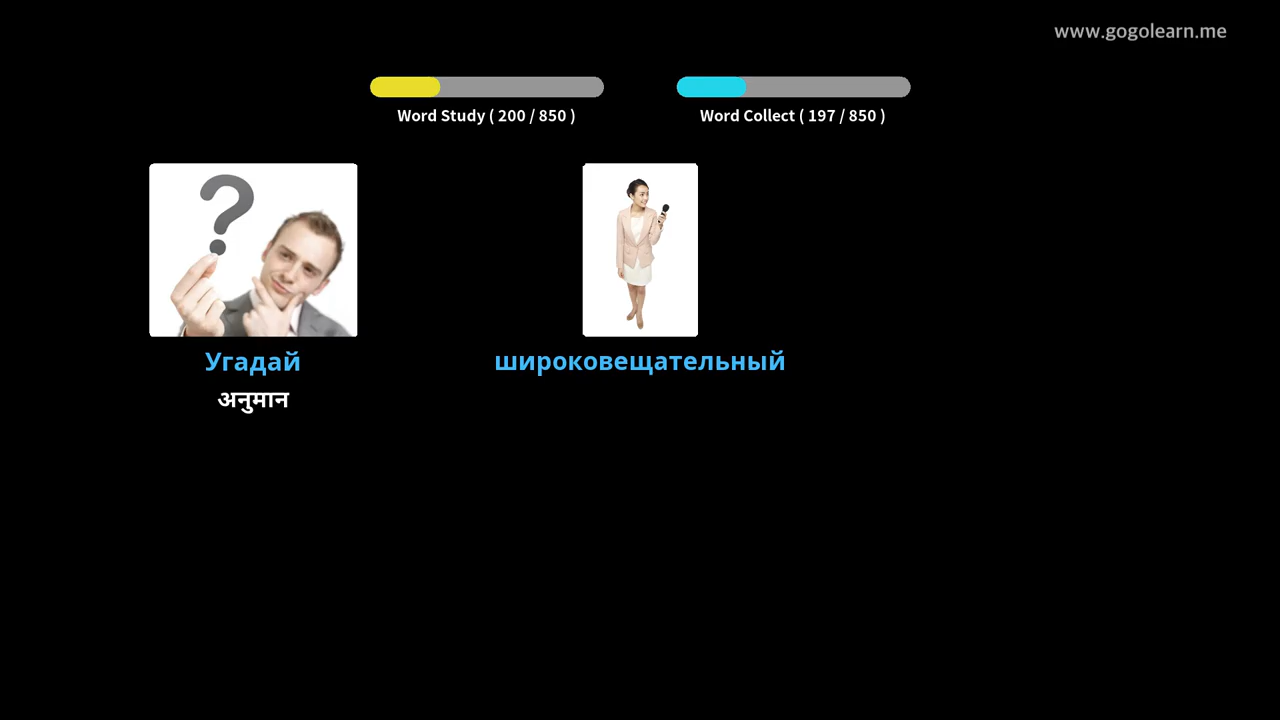 www.gogolearn.me
Word Study ( 200 / 850 )
Word Collect ( 197 / 850 )
Угадай
широковещательный
अनुमान